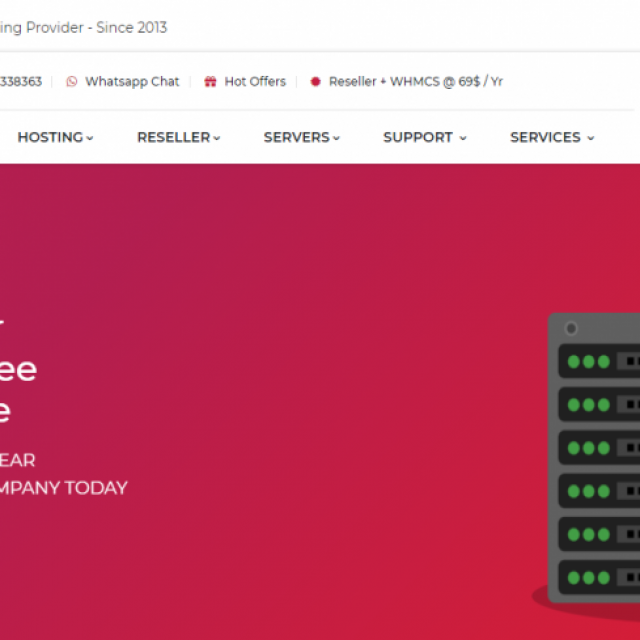 ing Provider - Since 2013
338363 Whatsapp Chat Hot Offers Reseller + WHMCS @ 69$ / Yr
HOSTING RESELLER SERVERS SUPPORT SERVICES
ee
e
EAR
MPANY TODAY